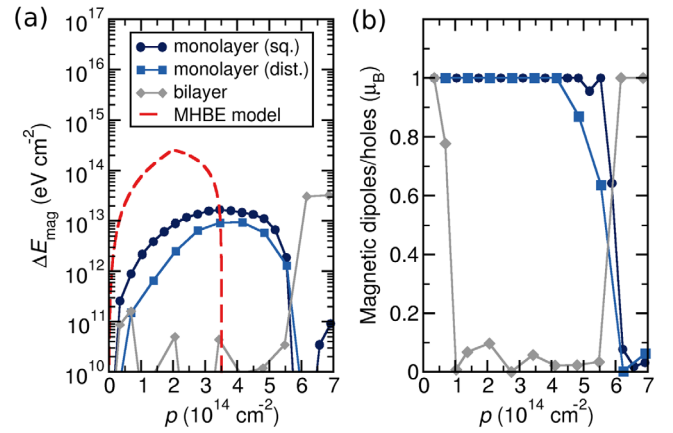 (a)
10^17
10^16
10^15
10^14
10^13
10^12
10^11
10^10
ΔE_mag (eV cm^-2)
monolayer (sq.)
monolayer (dist.)
bilayer
MHBE model
0 1 2 3 4 5 6 7
p (10^14 cm^-2)
(b)
1
0.8
0.6
0.4
0.2
0
Magnetic dipoles/holes (μ_B)
0 1 2 3 4 5 6 7
p (10^14 cm^-2)